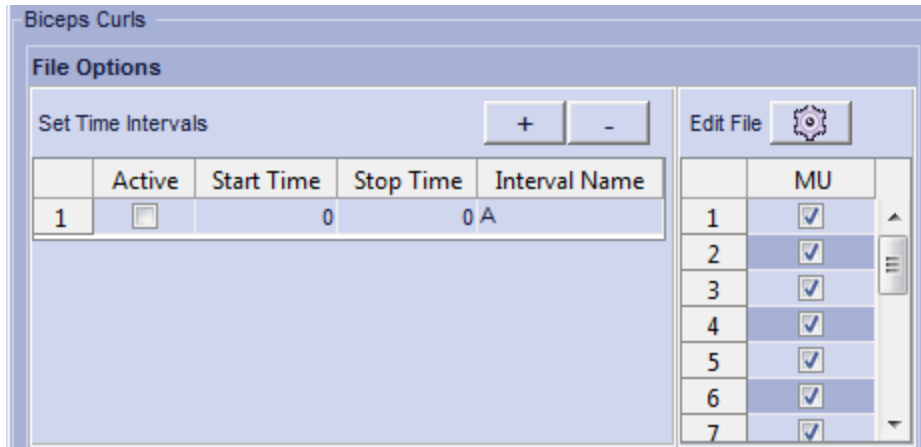 Biceps Curls
File Options
Set Time Intervals + - Edit File
Active Start Time Stop Time Interval Name MU
1 0 0 A 1
2
3
4
5
6
7